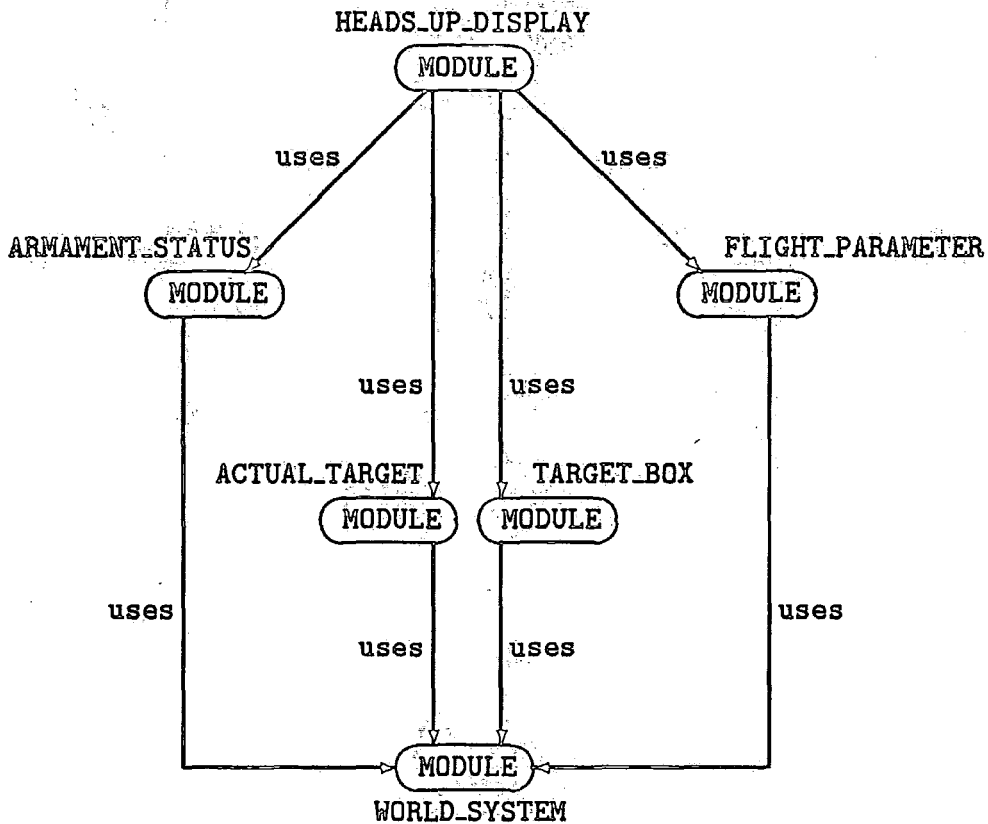 HEADS_UP_DISPLAY
MODULE
uses
uses
ARMAMENT_STATUS
FLIGHT_PARAMETER
MODULE
MODULE
uses
uses
ACTUAL_TARGET
TARGET_BOX
MODULE
MODULE
uses
uses
uses
uses
MODULE
WORLD_SYSTEM